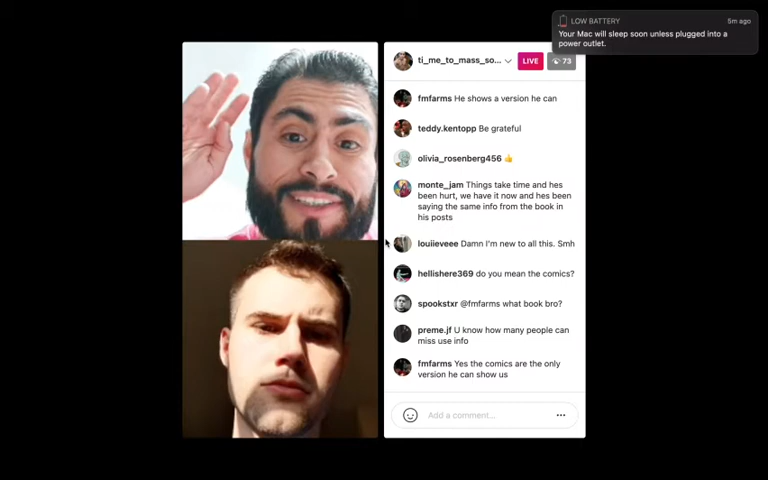 LOW BATTERY 5m ago
Your Mac will sleep soon unless plugged into a
power outlet.
ti_me_to_mass_so... LIVE 73
fmfarms He shows a version he can
teddy.kentopp Be grateful
olivia_rosenberg456 👍
monte_jam Things take time and hes
been hurt, we have it now and hes been
saying the same info from the book in
his posts
louiieveee Damn I'm new to all this. Smh
hellishere369 do you mean the comics?
spookstxr @fmfarms what book bro?
preme.jf U know how many people can
miss use info
fmfarms Yes the comics are the only
version he can show us
Add a comment...